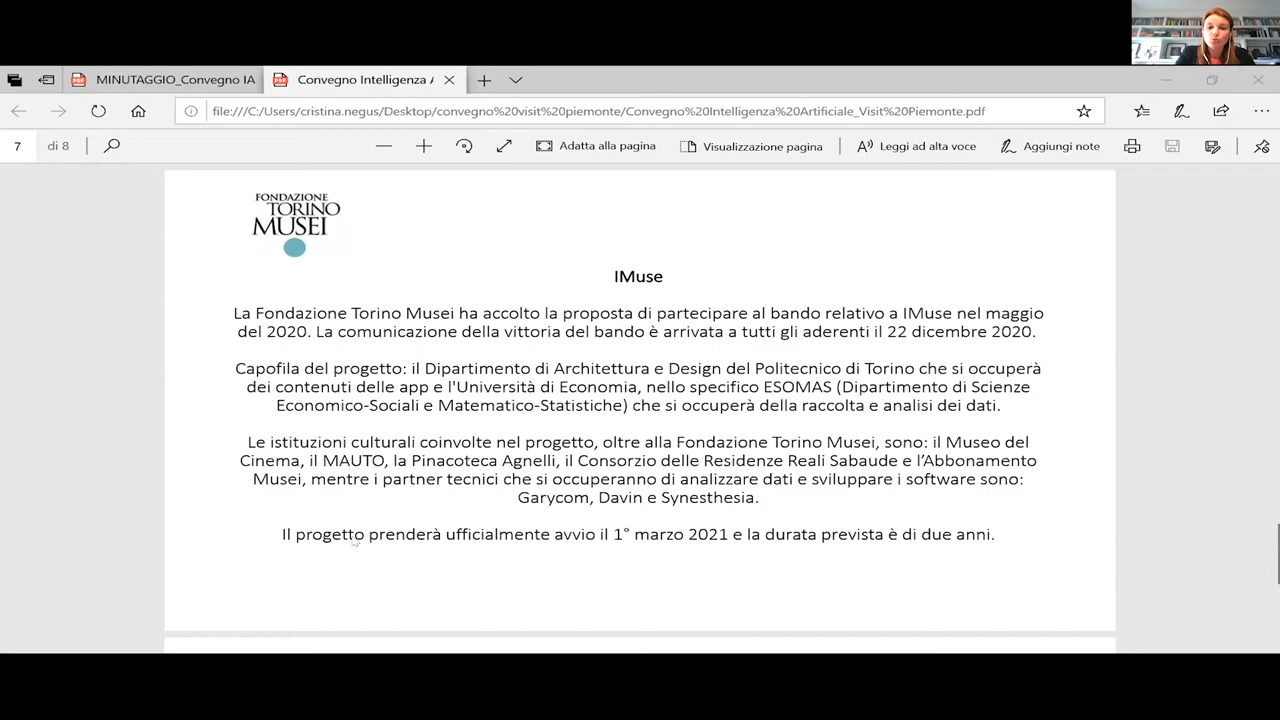 MINUTAGGIO_Convegno IA
Convegno Intelligenza A
file:///C:/Users/cristina.negus/Desktop/convegno%20visit%20piemonte/Convegno%20Intelligenza%20Artificiale_Visit%20Piemonte.pdf
7 di 8 Adatta alla pagina Visualizzazione pagina Leggi ad alta voce Aggiungi note
FONDAZIONE
TORINO
MUSEI
IMuse
La Fondazione Torino Musei ha accolto la proposta di partecipare al bando relativo a IMuse nel maggio
del 2020. La comunicazione della vittoria del bando è arrivata a tutti gli aderenti il 22 dicembre 2020.
Capofila del progetto: il Dipartimento di Architettura e Design del Politecnico di Torino che si occuperà
dei contenuti delle app e l'Università di Economia, nello specifico ESOMAS (Dipartimento di Scienze
Economico-Sociali e Matematico-Statistiche) che si occuperà della raccolta e analisi dei dati.
Le istituzioni culturali coinvolte nel progetto, oltre alla Fondazione Torino Musei, sono: il Museo del
Cinema, il MAUTO, la Pinacoteca Agnelli, il Consorzio delle Residenze Reali Sabaude e l’Abbonamento
Musei, mentre i partner tecnici che si occuperanno di analizzare dati e sviluppare i software sono:
Garycom, Davin e Synesthesia.
Il progetto prenderà ufficialmente avvio il 1° marzo 2021 e la durata prevista è di due anni.